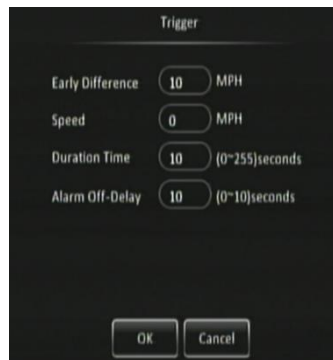 Trigger
Early Difference 10 MPH
Speed 0 MPH
Duration Time 10 (0~255)seconds
Alarm Off-Delay 10 (0~10)seconds
OK Cancel